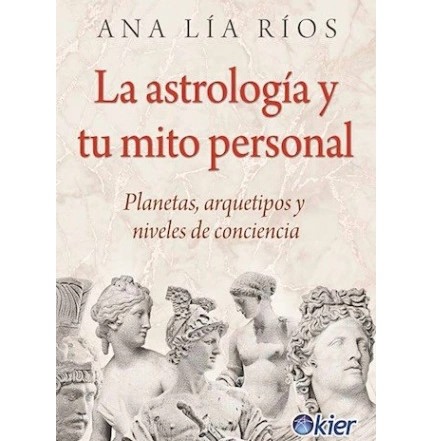 ANA LÍA RÍOS
La astrología y
tu mito personal
Planetas, arquetipos y
niveles de conciencia
kier